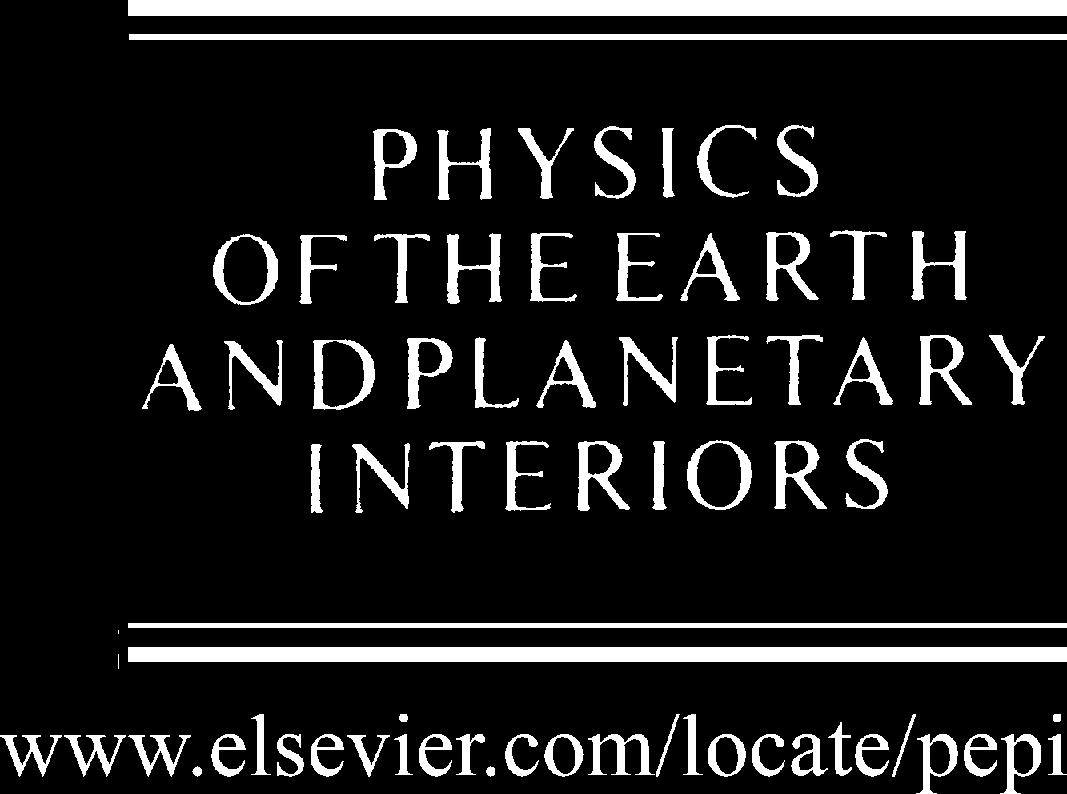 PHYSICS
OF THE EARTH
AND PLANETARY
INTERIORS
www.elsevier.com/locate/pepi